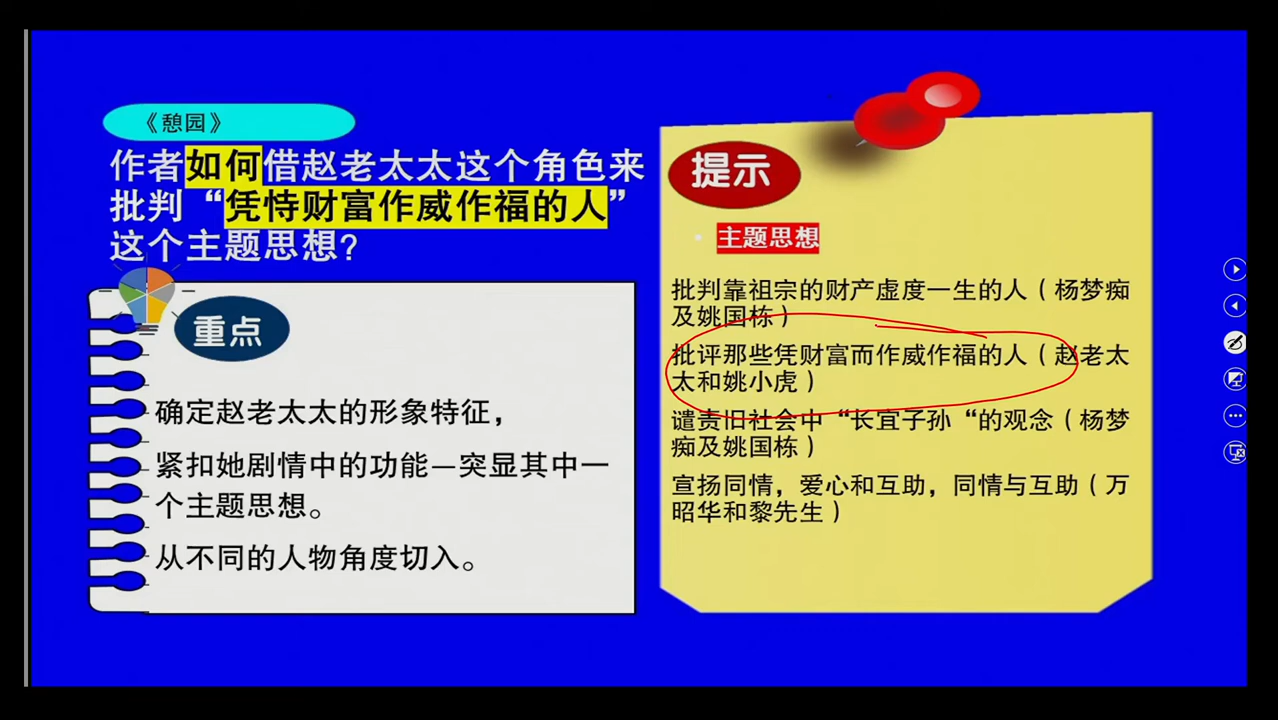 《憩园》
作者如何借赵老太太这个角色来
批判“凭恃财富作威作福的人”
这个主题思想?
重点
确定赵老太太的形象特征，
紧扣她剧情中的功能—突显其中一
个主题思想。
从不同的人物角度切入。
提示
• 主题思想
批判靠祖宗的财产虚度一生的人（杨梦痴
及姚国栋）
批评那些凭财富而作威作福的人（赵老太
太和姚小虎）
谴责旧社会中“长宜子孙“的观念（杨梦
痴及姚国栋）
宣扬同情，爱心和互助，同情与互助（万
昭华和黎先生）